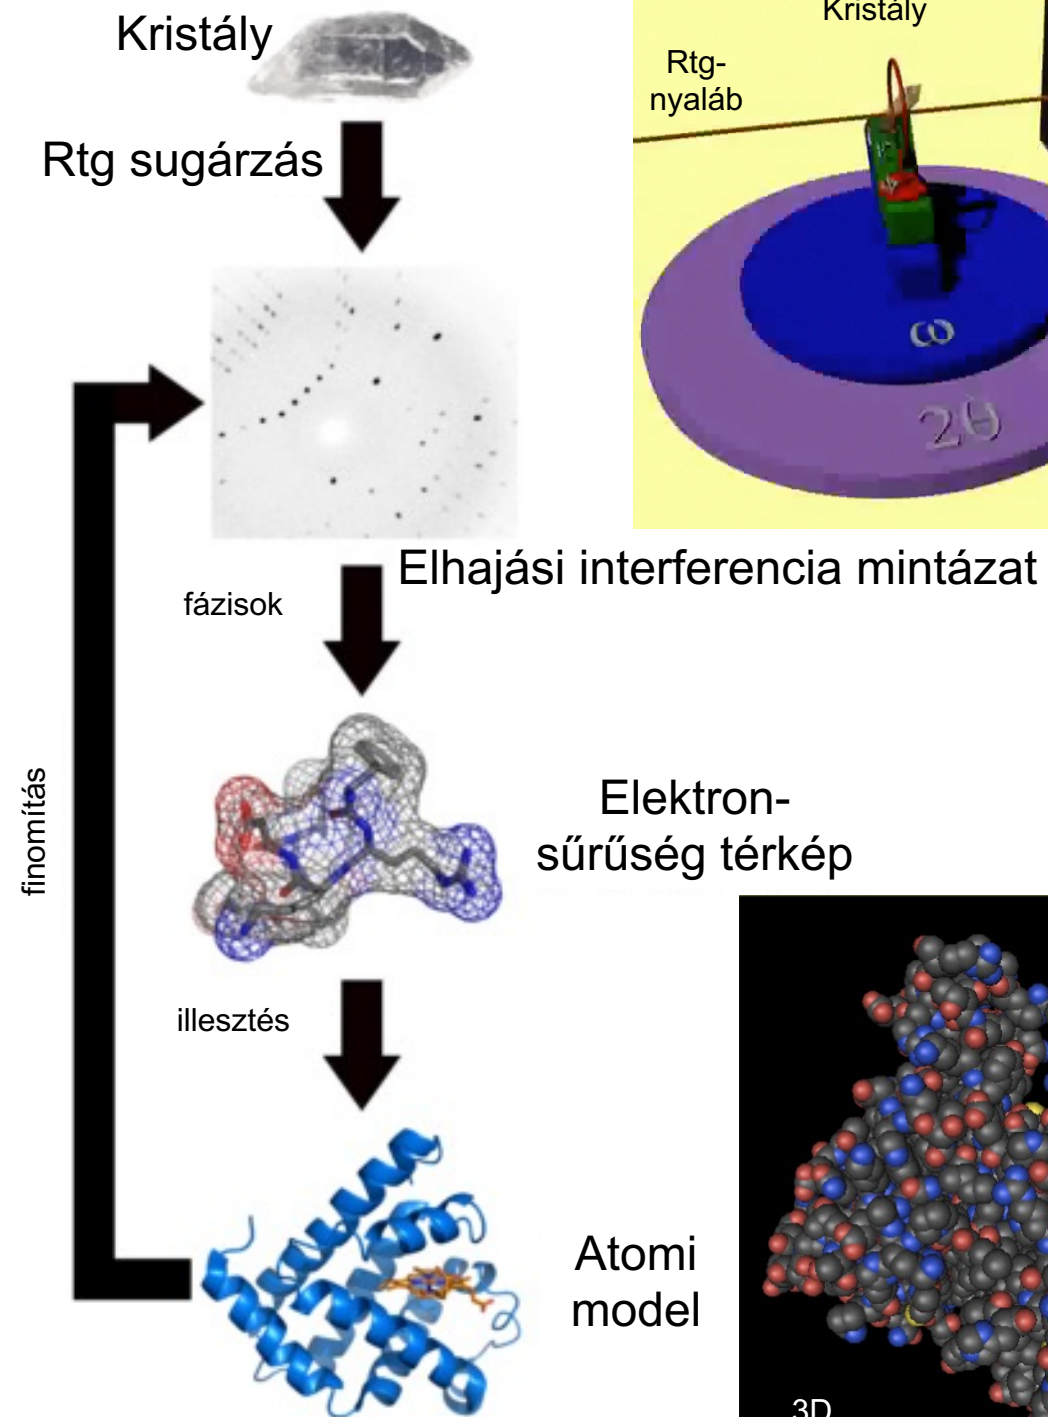 Kristály
Kristály
Rtg-
nyaláb
Rtg sugárzás
ω
2θ
Elhajási interferencia mintázat
fázisok
finomítás
Elektron-
sűrűség térkép
illesztés
Atomi
model
3D